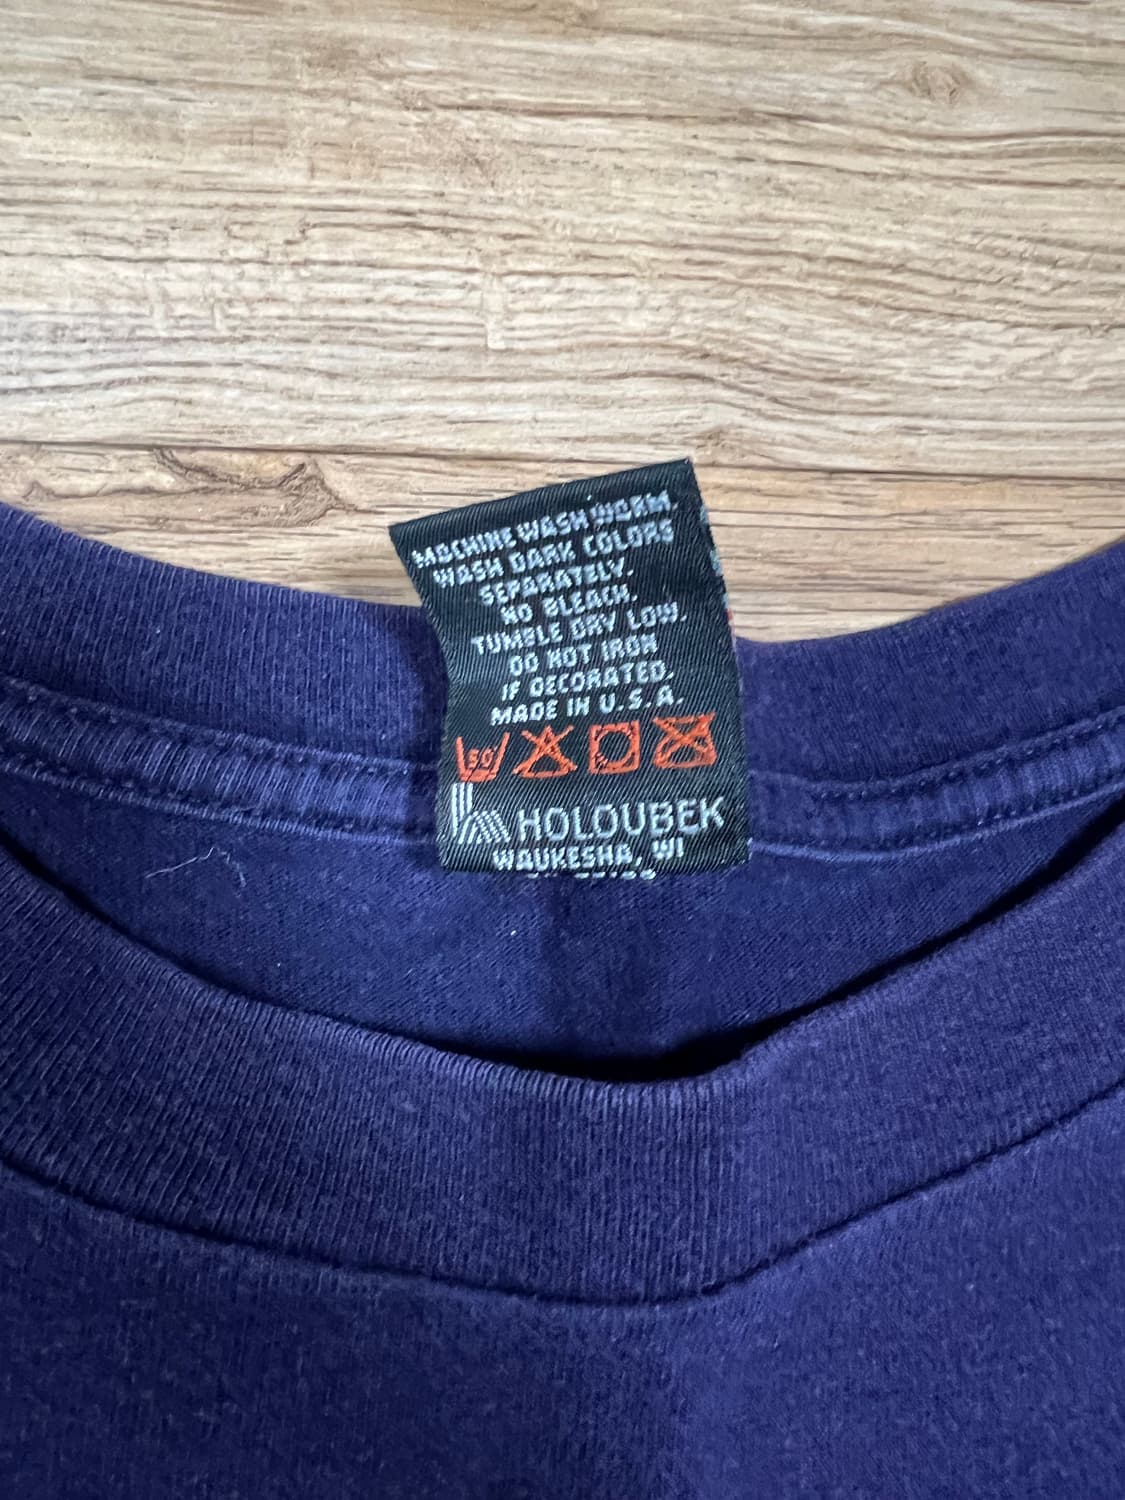 MACHINE WASH WARM.
WASH DARK COLORS
SEPARATELY.
NO BLEACH.
TUMBLE DRY LOW.
DO NOT IRON
IF DECORATED.
MADE IN U.S.A.
50
HOLOUBEK
WAUKESHA, WI